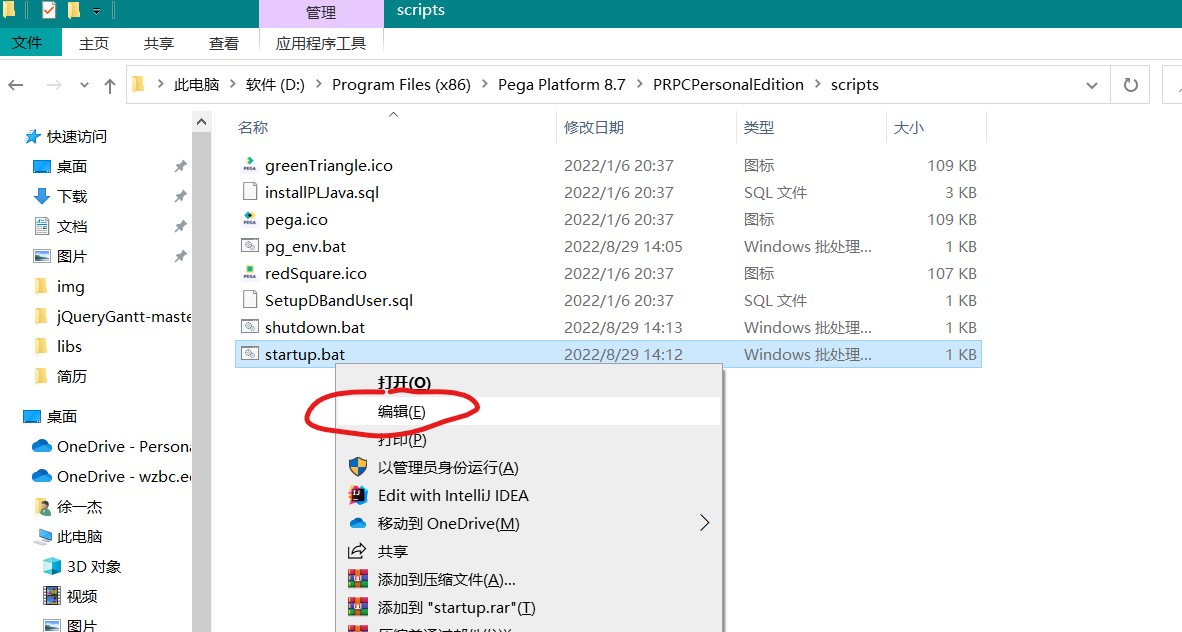 管理
scripts
文件 主页 共享 查看 应用程序工具
此电脑 软件 (D:) Program Files (x86) Pega Platform 8.7 PRPCPersonalEdition scripts
名称 修改日期 类型 大小
快速访问
桌面
下载
文档
图片
img
jQueryGantt-maste
libs
简历
桌面
OneDrive - Persona
OneDrive - wzbc.e
徐一杰
此电脑
3D 对象
视频
图片
greenTriangle.ico 2022/1/6 20:37 图标 109 KB
installPLJava.sql 2022/1/6 20:37 SQL 文件 3 KB
pega.ico 2022/1/6 20:37 图标 109 KB
pg_env.bat 2022/8/29 14:05 Windows 批处理... 1 KB
redSquare.ico 2022/1/6 20:37 图标 107 KB
SetupDBandUser.sql 2022/1/6 20:37 SQL 文件 1 KB
shutdown.bat 2022/8/29 14:13 Windows 批处理... 1 KB
startup.bat 2022/8/29 14:12 Windows 批处理... 1 KB
打开(O)
编辑(E)
打印(P)
以管理员身份运行(A)
Edit with IntelliJ IDEA
移动到 OneDrive(M)
共享
添加到压缩文件(A)...
添加到 "startup.rar"(T)